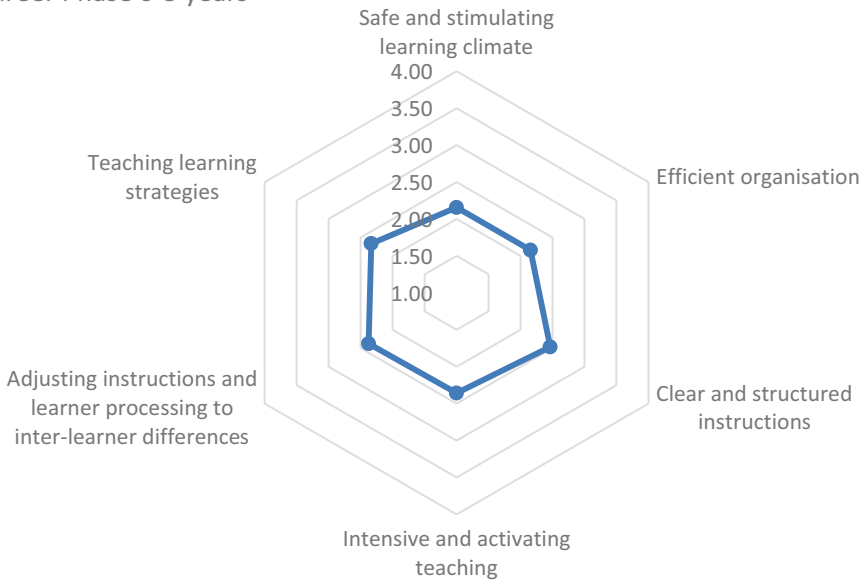 Safe and stimulating
learning climate
4.00
3.50
3.00
2.50
2.00
1.50
1.00
Teaching learning
strategies
Efficient organisation
Adjusting instructions and
learner processing to
inter-learner differences
Clear and structured
instructions
Intensive and activating
teaching